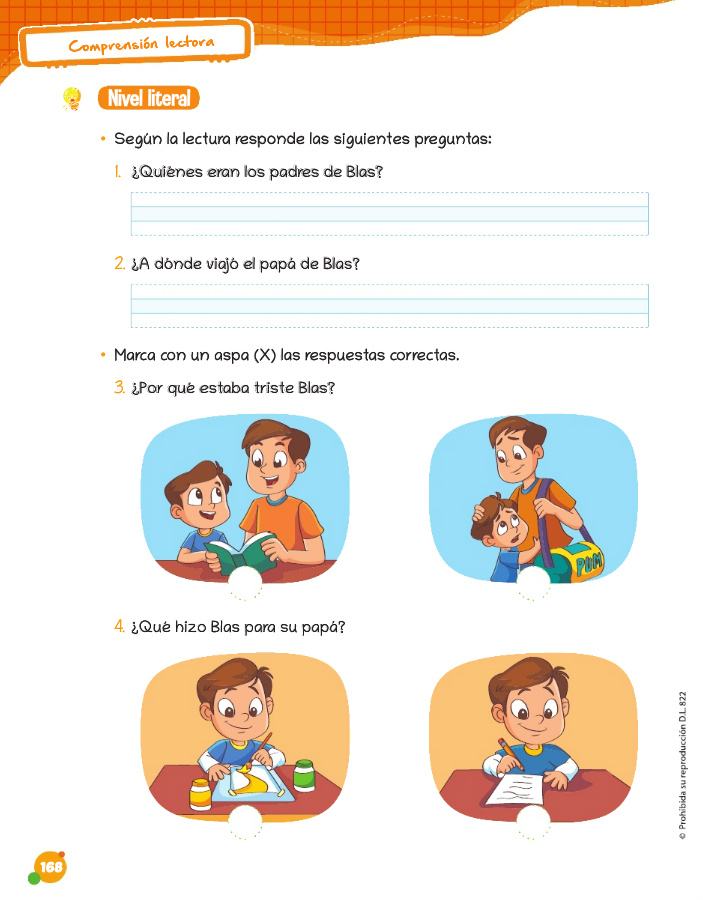 Comprensión lectora
Nivel literal
• Según la lectura responde las siguientes preguntas:
1. ¿Quiénes eran los padres de Blas?
2. ¿A dónde viajó el papá de Blas?
• Marca con un aspa (X) las respuestas correctas.
3. ¿Por qué estaba triste Blas?
PUM
4. ¿Qué hizo Blas para su papá?
© Prohibida su reproducción D.L. 822
168